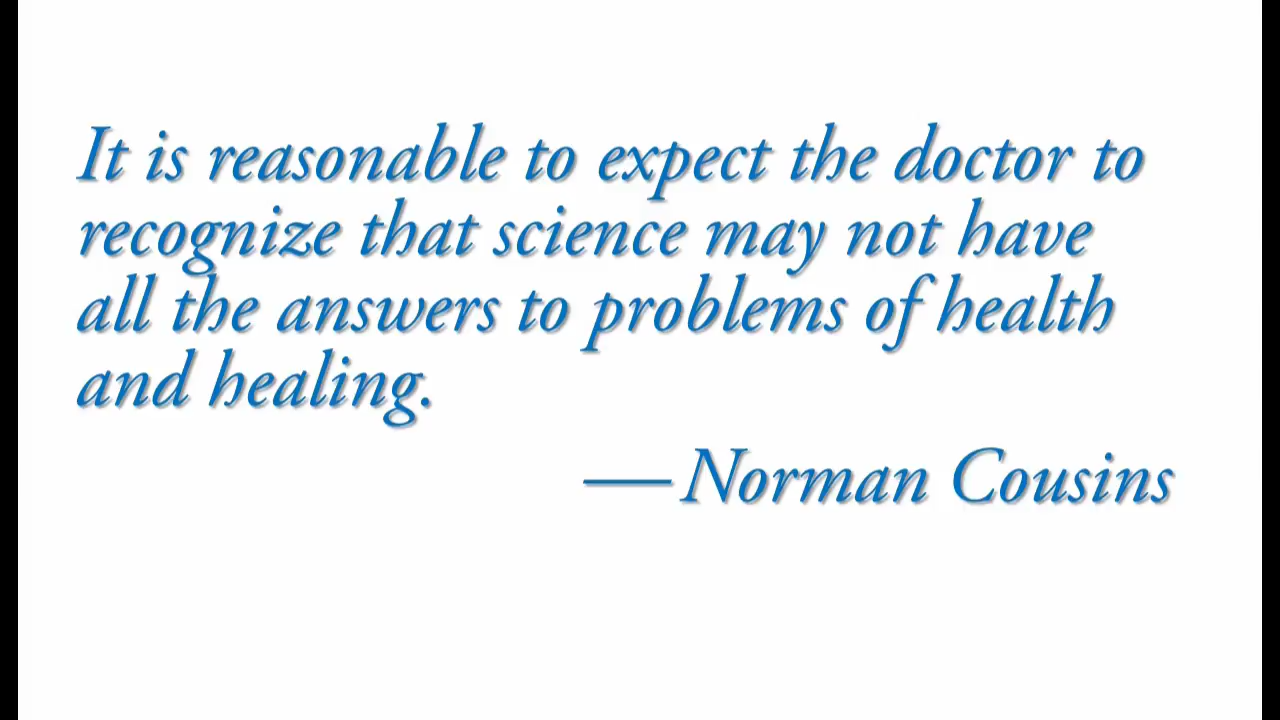 It is reasonable to expect the doctor to
recognize that science may not have
all the answers to problems of health
and healing.
—Norman Cousins